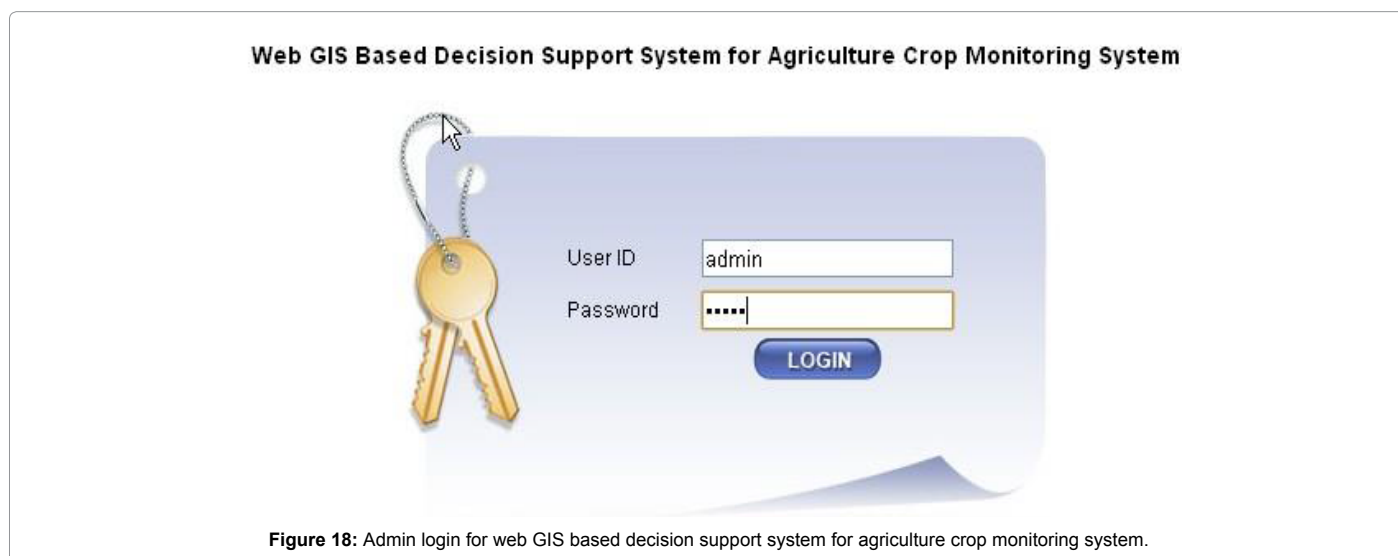 Web GIS Based Decision Support System for Agriculture Crop Monitoring System
User ID admin
Password •••••
LOGIN
Figure 18: Admin login for web GIS based decision support system for agriculture crop monitoring system.